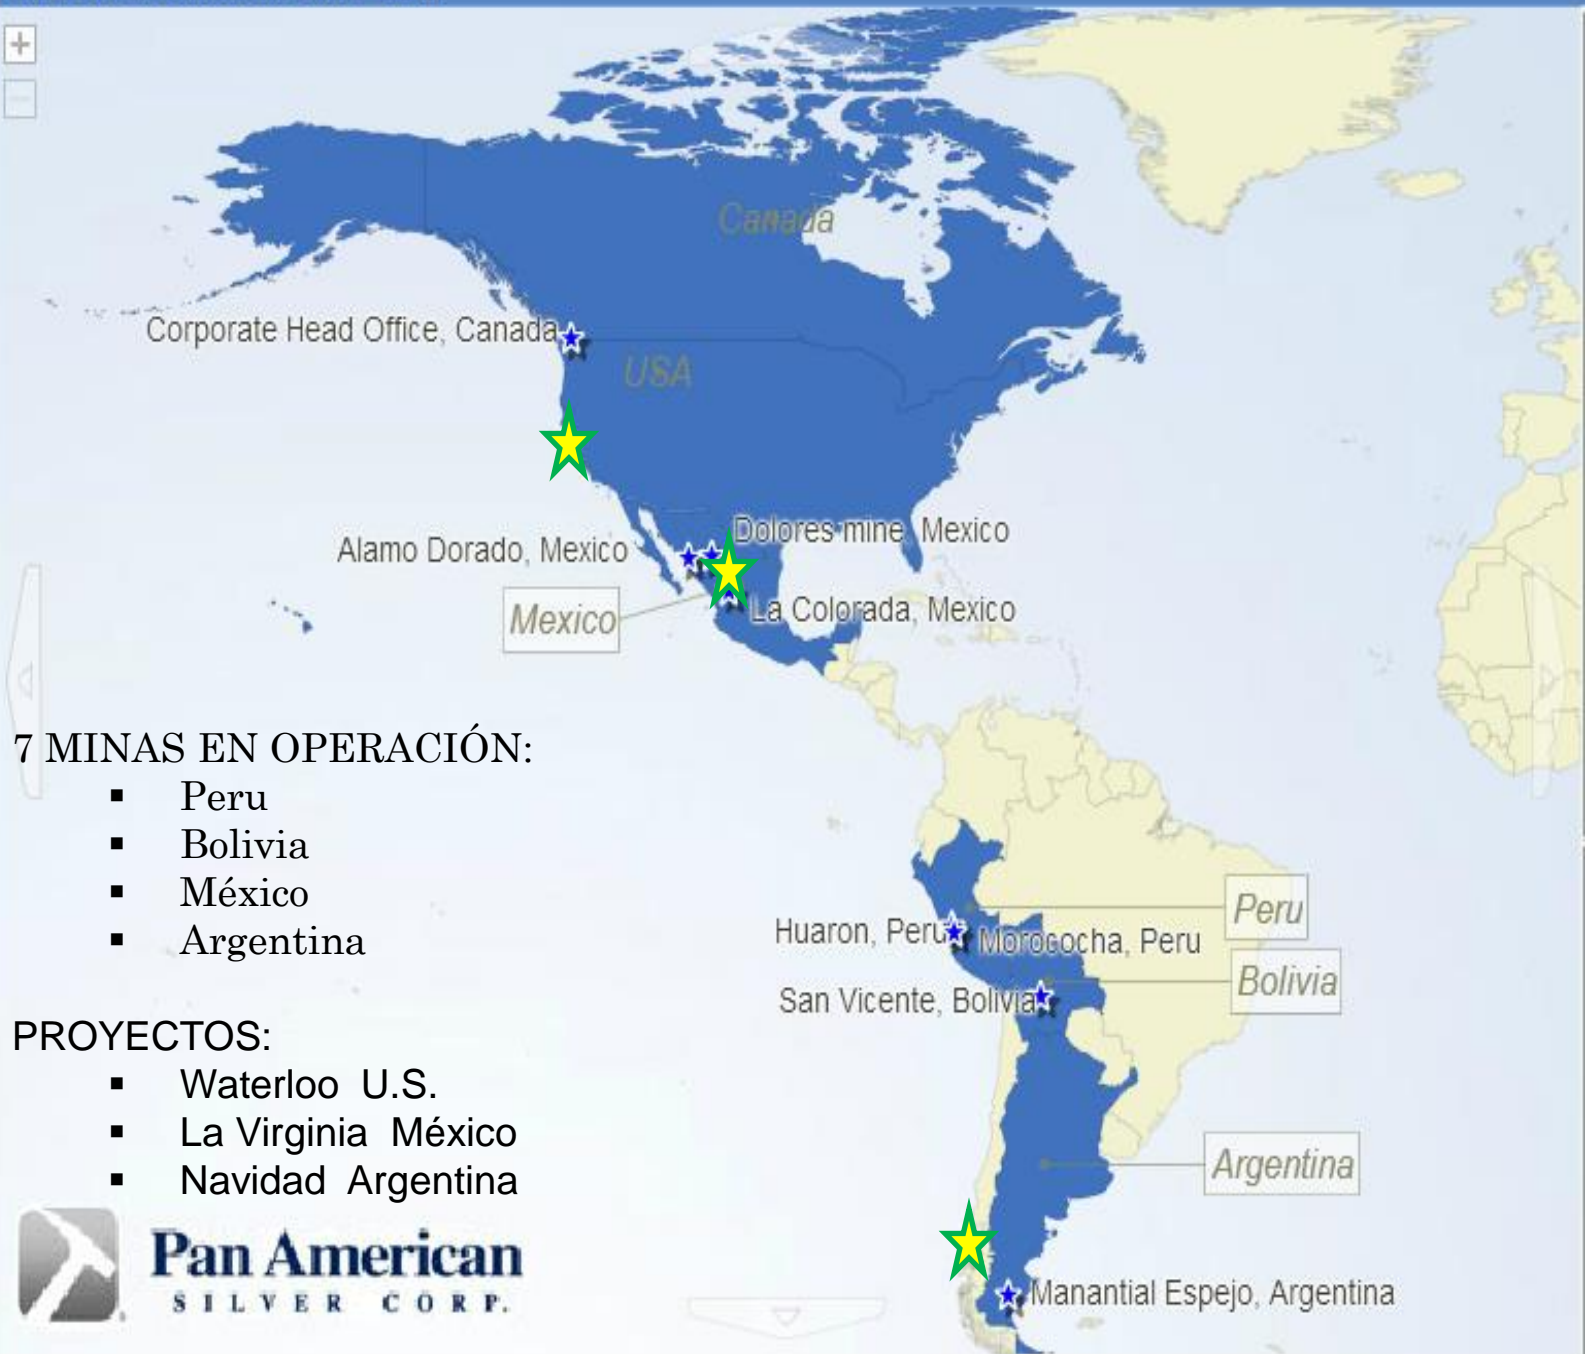 Canada
Corporate Head Office, Canada
USA
Dolores mine, Mexico
Alamo Dorado, Mexico
Mexico
La Colorada, Mexico
7 MINAS EN OPERACIÓN:
▪ Peru
▪ Bolivia
▪ México
▪ Argentina
Peru
Huaron, Peru
Morococha, Peru
Bolivia
San Vicente, Bolivia
PROYECTOS:
▪ Waterloo U.S.
▪ La Virginia México
▪ Navidad Argentina
Argentina
Pan American
SILVER CORP.
Manantial Espejo, Argentina